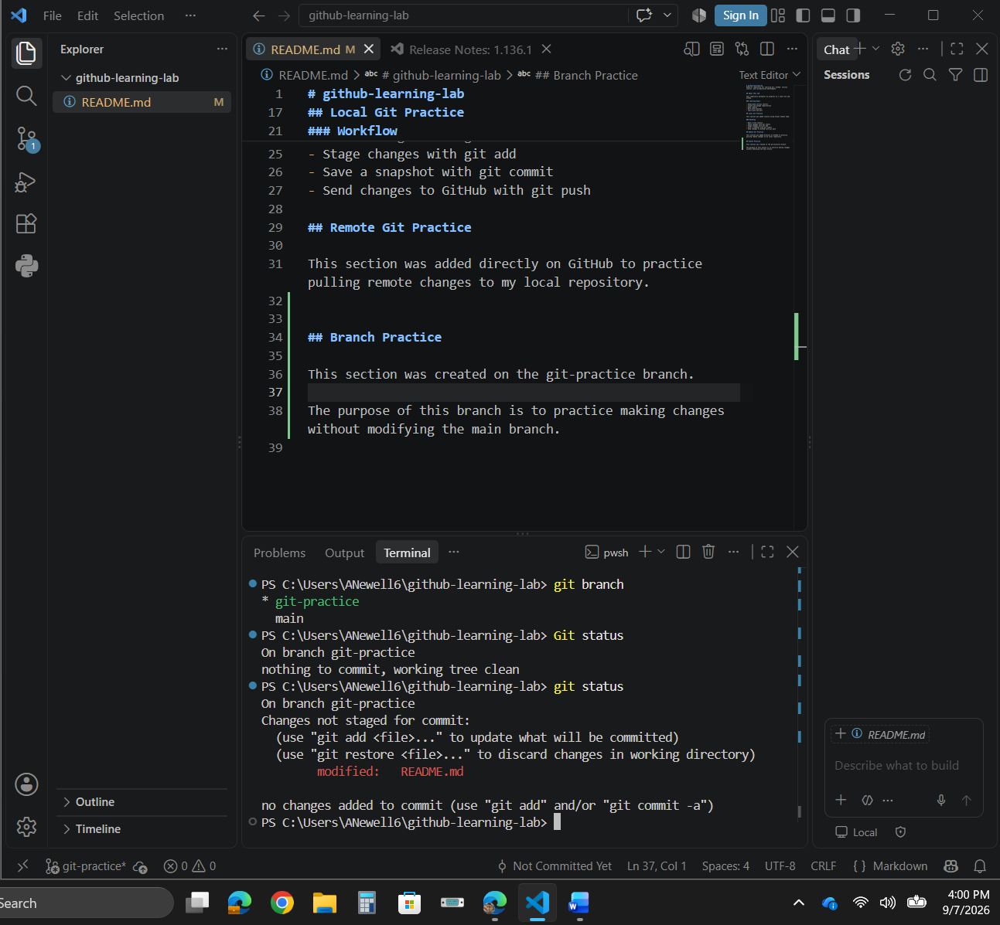 File Edit Selection ···
github-learning-lab
Sign In
Explorer
github-learning-lab
README.md M
1
Outline
Timeline
README.md M
Release Notes: 1.136.1
README.md > abc # github-learning-lab > abc ## Branch Practice
Text Editor
1 # github-learning-lab
17 ## Local Git Practice
21 ### Workflow
25 - Stage changes with git add
26 - Save a snapshot with git commit
27 - Send changes to GitHub with git push
28
29 ## Remote Git Practice
30
31 This section was added directly on GitHub to practice
pulling remote changes to my local repository.
32
33
34 ## Branch Practice
35
36 This section was created on the git-practice branch.
37
38 The purpose of this branch is to practice making changes
without modifying the main branch.
39
Problems Output Terminal ···
pwsh
PS C:\Users\ANewell6\github-learning-lab> git branch
* git-practice
main
PS C:\Users\ANewell6\github-learning-lab> Git status
On branch git-practice
nothing to commit, working tree clean
PS C:\Users\ANewell6\github-learning-lab> git status
On branch git-practice
Changes not staged for commit:
(use "git add <file>..." to update what will be committed)
(use "git restore <file>..." to discard changes in working directory)
modified: README.md
no changes added to commit (use "git add" and/or "git commit -a")
PS C:\Users\ANewell6\github-learning-lab>
Chat
Sessions
README.md
Describe what to build
Local
git-practice* 0 0
Not Committed Yet Ln 37, Col 1 Spaces: 4 UTF-8 CRLF { } Markdown
Search
4:00 PM
9/7/2026